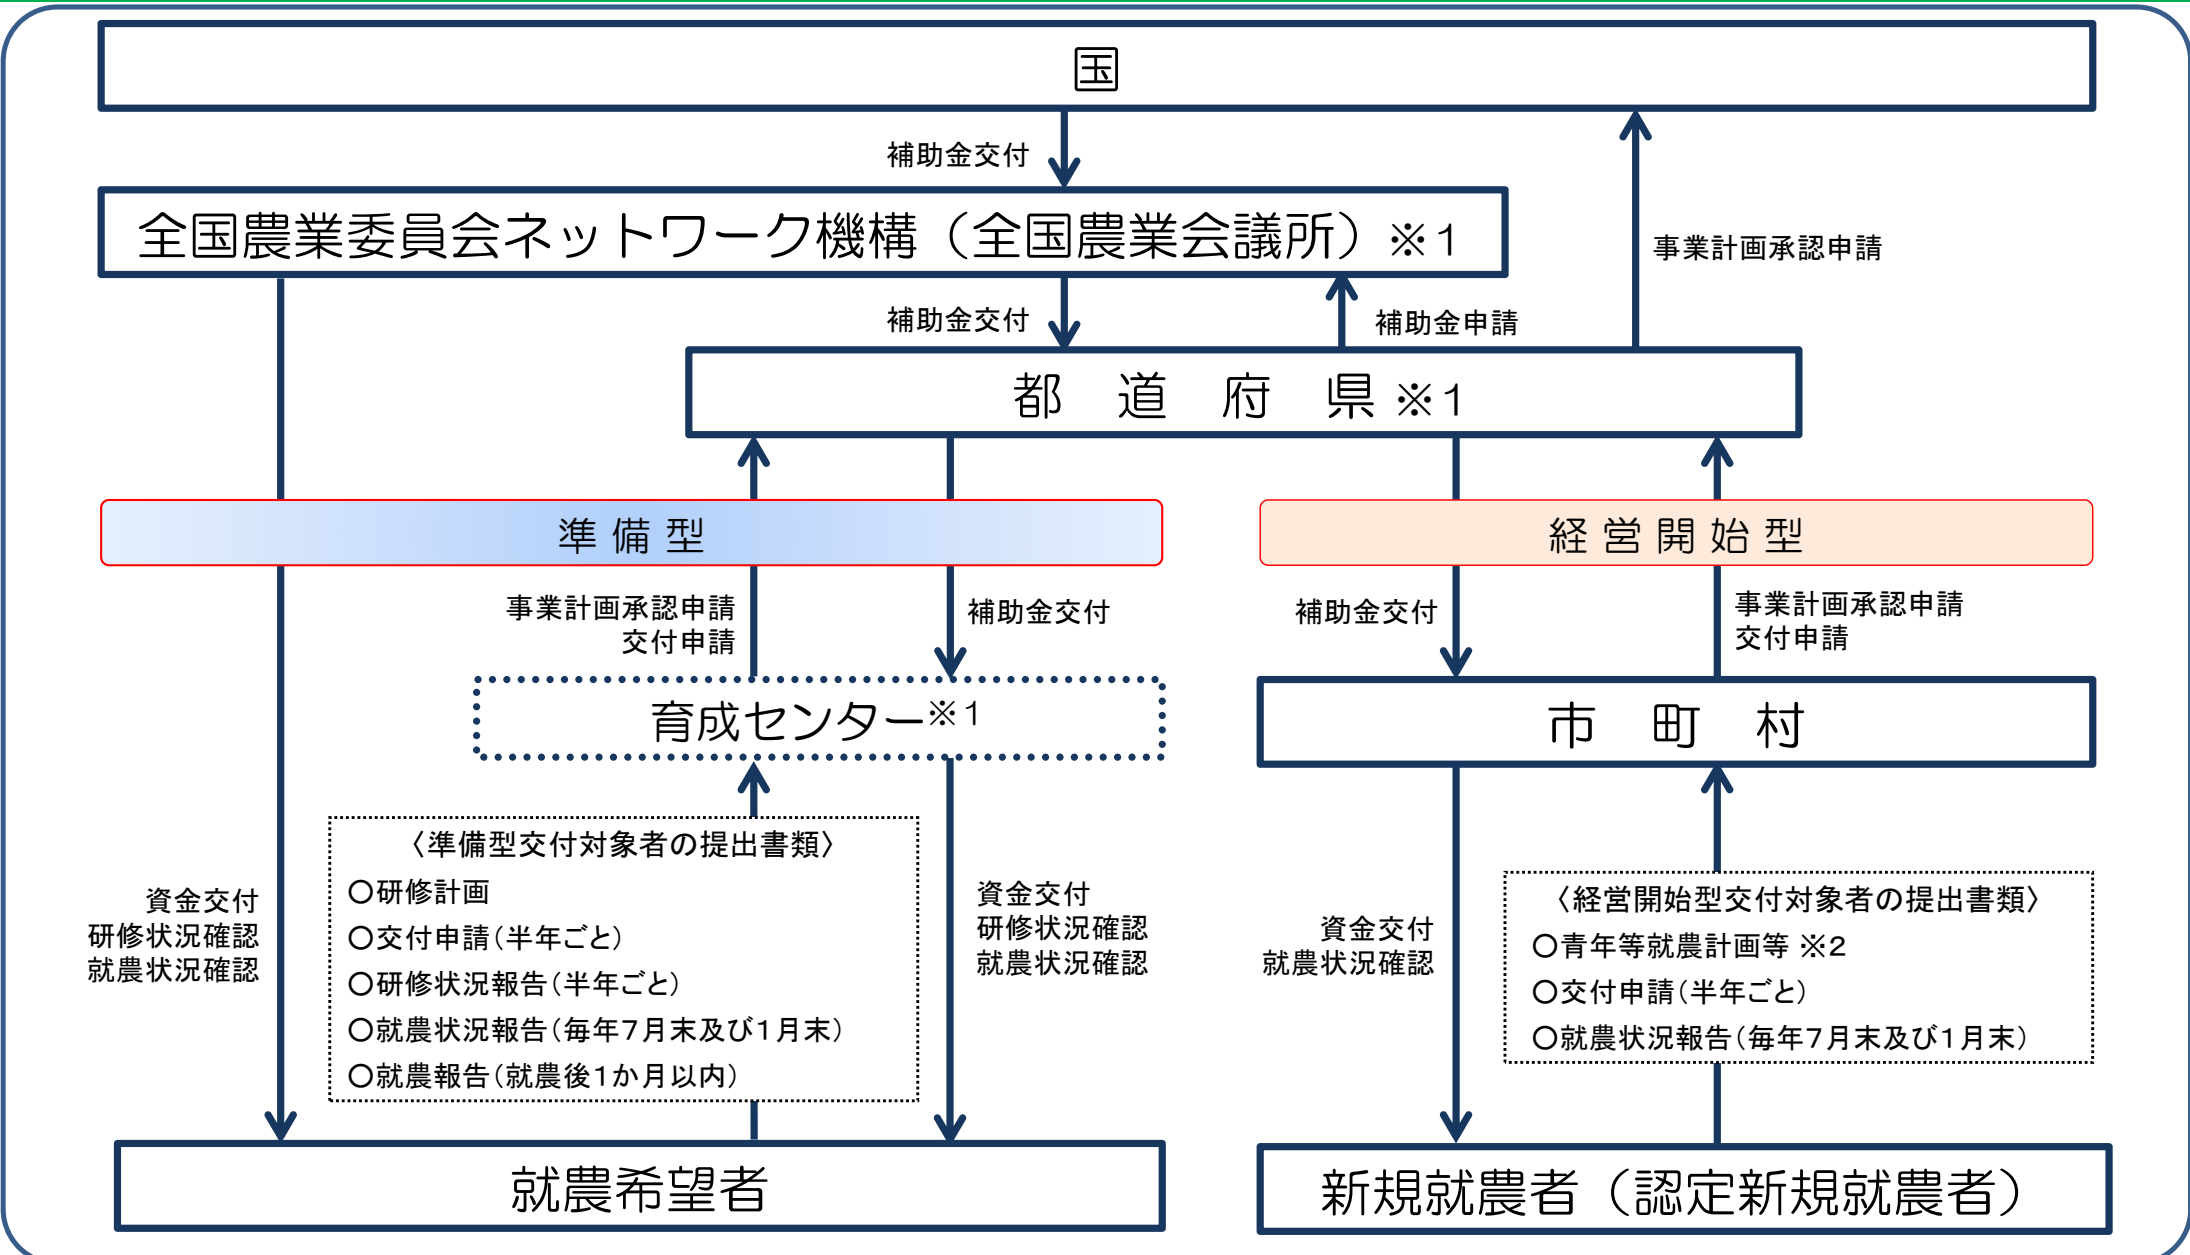 国
補助金交付
全国農業委員会ネットワーク機構（全国農業会議所）※１
事業計画承認申請
補助金交付
補助金申請
都　道　府　県※１
準備型
経営開始型
事業計画承認申請
交付申請
補助金交付
補助金交付
事業計画承認申請
交付申請
育成センター※１
市　町　村
〈準備型交付対象者の提出書類〉
○研修計画
○交付申請（半年ごと）
○研修状況報告（半年ごと）
○就農状況報告（毎年７月末及び１月末）
○就農報告（就農後１か月以内）
資金交付
研修状況確認
就農状況確認
資金交付
研修状況確認
就農状況確認
資金交付
就農状況確認
〈経営開始型交付対象者の提出書類〉
○青年等就農計画等 ※２
○交付申請（半年ごと）
○就農状況報告（毎年７月末及び１月末）
就農希望者
新規就農者（認定新規就農者）